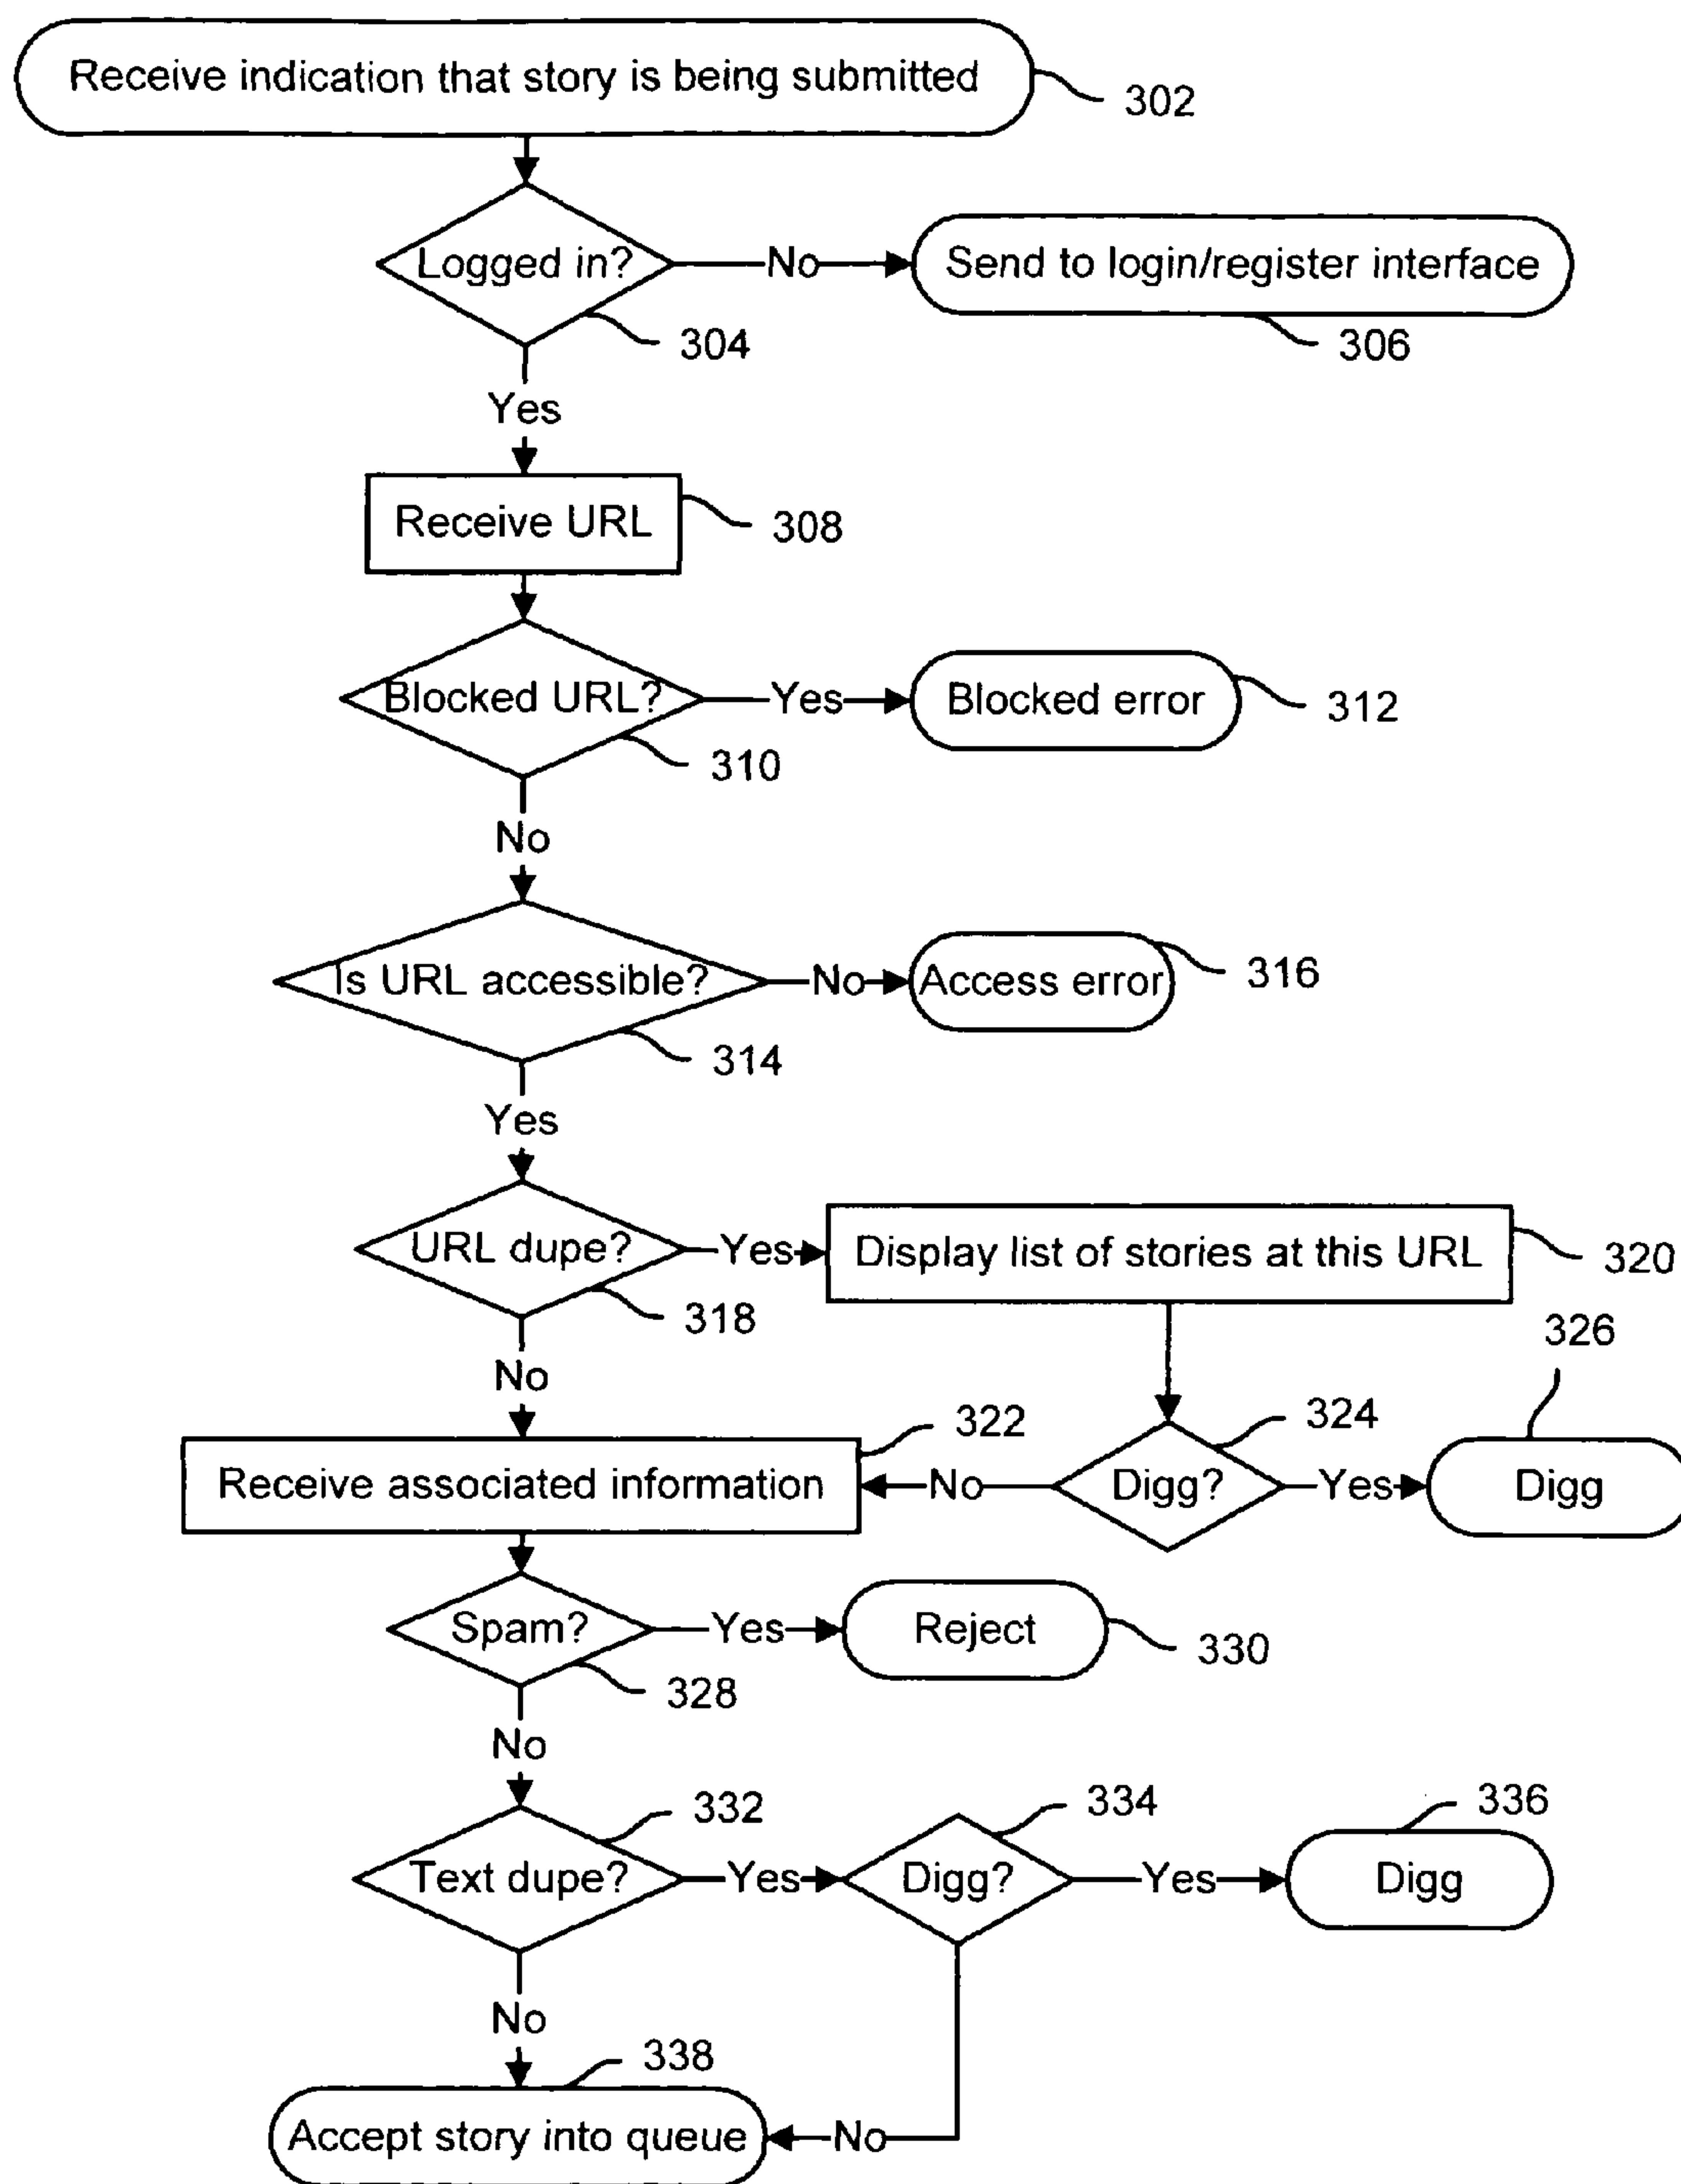 Receive indication that story is being submitted
302
Logged in?
No
Send to login/register interface
304
306
Yes
Receive URL
308
Blocked URL?
Yes
Blocked error
312
310
No
Is URL accessible?
No
Access error
316
314
Yes
URL dupe?
Yes
Display list of stories at this URL
320
318
326
No
322
324
Receive associated information
No
Digg?
Yes
Digg
Spam?
Yes
Reject
330
328
No
332
334
336
Text dupe?
Yes
Digg?
Yes
Digg
No
338
Accept story into queue
No